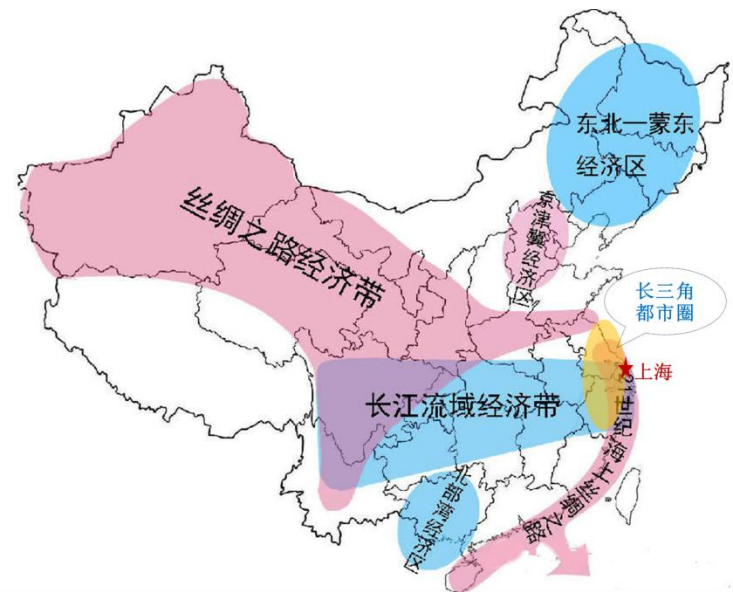 东北—蒙东
经济区
京津翼经济区
丝绸之路经济带
长三角
都市圈
上海
长江流域经济带
21世纪海上丝绸之路
北部湾经济区